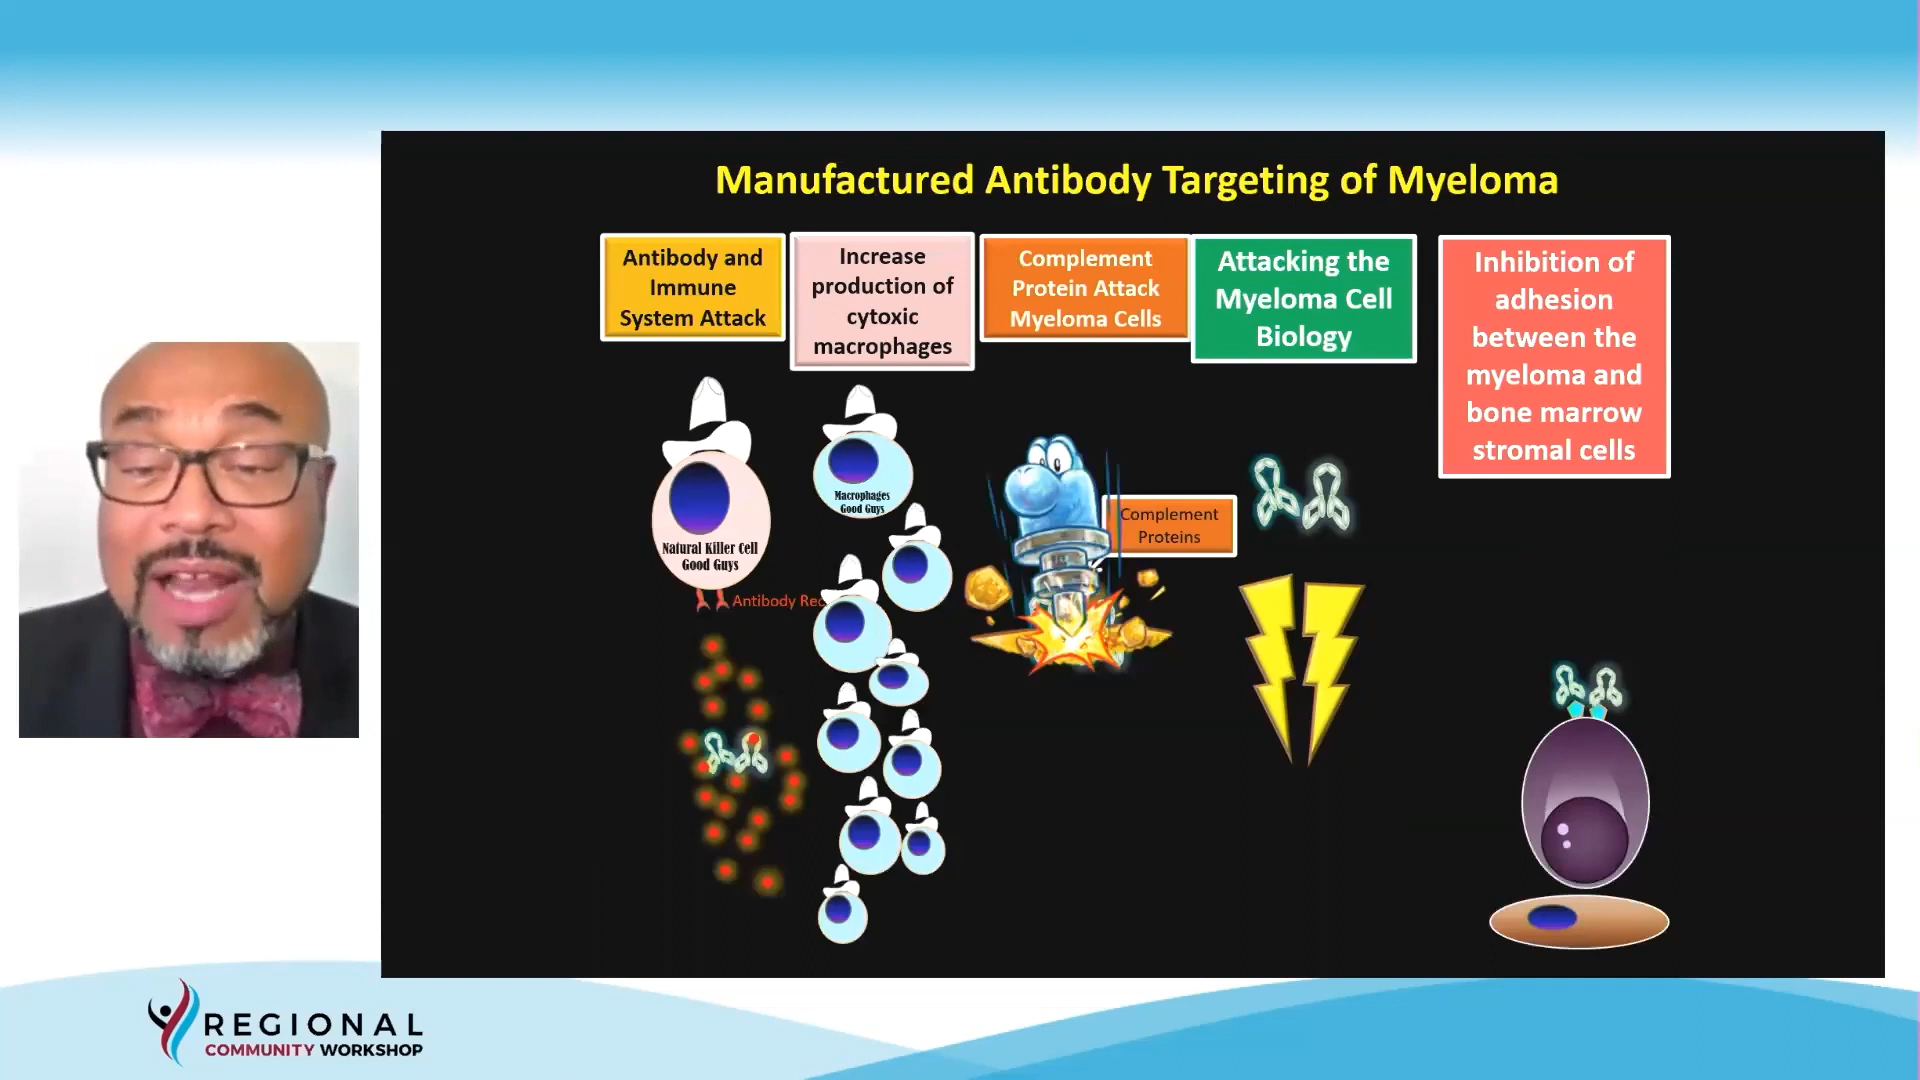 Manufactured Antibody Targeting of Myeloma
Antibody and
Immune
System Attack
Increase
production of
cytoxic
macrophages
Complement
Protein Attack
Myeloma Cells
Attacking the
Myeloma Cell
Biology
Inhibition of
adhesion
between the
myeloma and
bone marrow
stromal cells
Macrophages
Good Guys
Complement
Proteins
Natural Killer Cell
Good Guys
Antibody
REGIONAL
COMMUNITY WORKSHOP